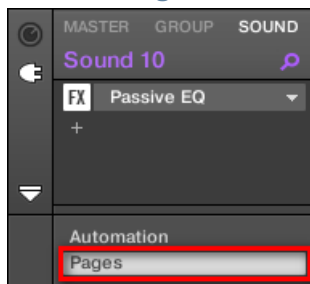 MASTER GROUP SOUND
Sound 10
FX Passive EQ
+
Automation
Pages